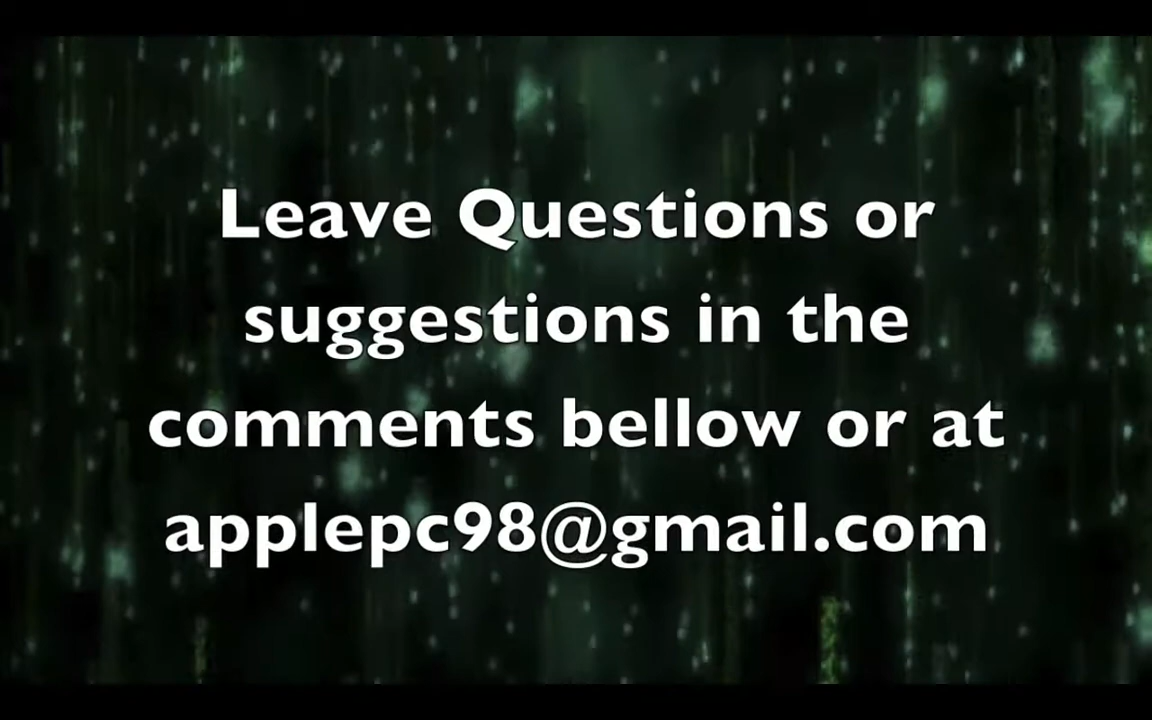 Leave Questions or
suggestions in the
comments bellow or at
applepc98@gmail.com